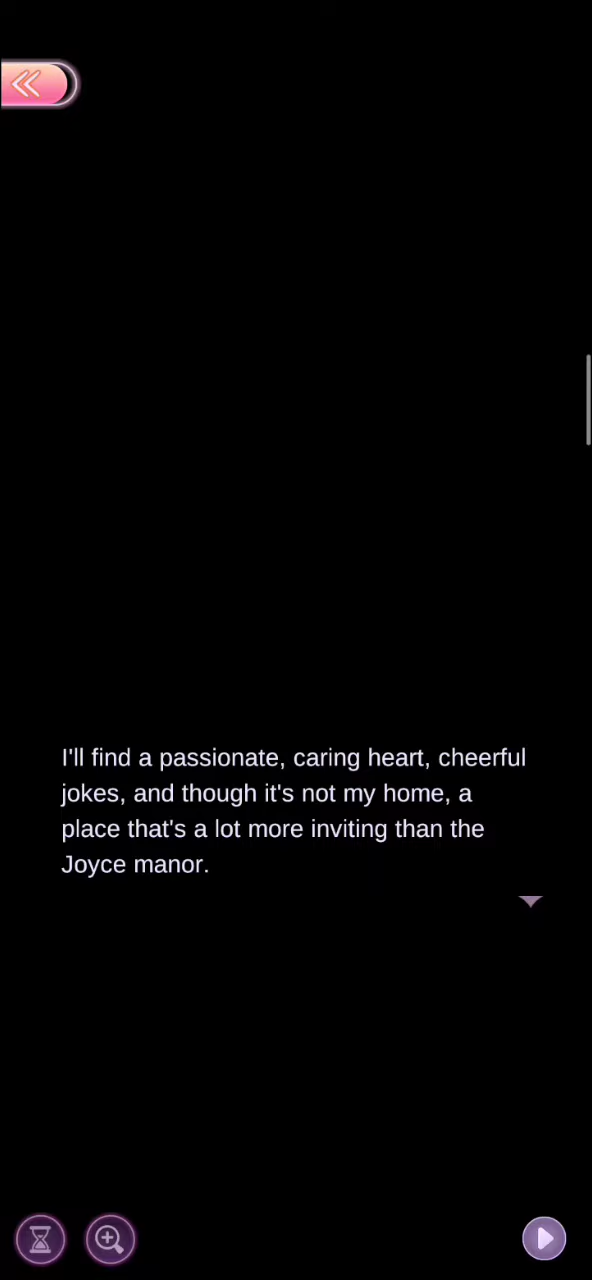 I'll find a passionate, caring heart, cheerful
jokes, and though it's not my home, a
place that's a lot more inviting than the
Joyce manor.